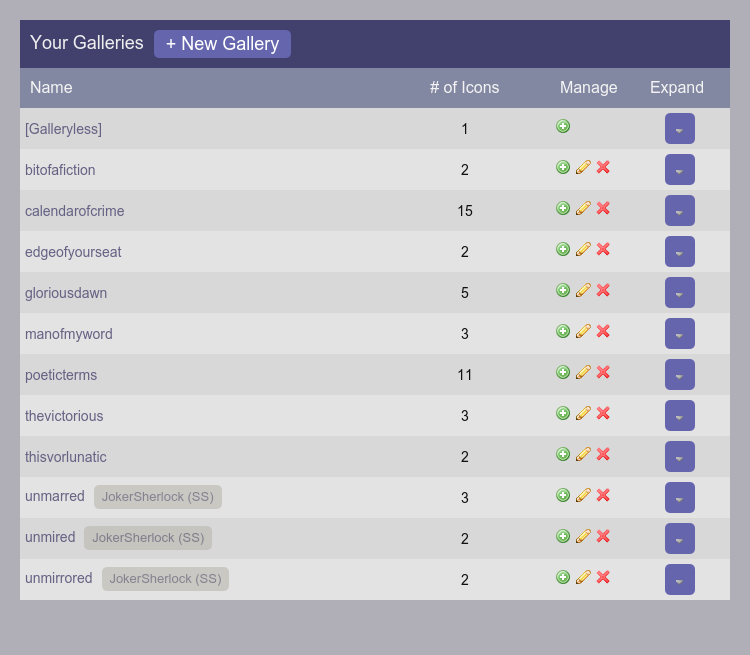 Your Galleries + New Gallery
Name # of Icons Manage Expand
[Galleryless] 1
bitofafiction 2
calendarofcrime 15
edgeofyourseat 2
gloriousdawn 5
manofmyword 3
poeticterms 11
thevictorious 3
thisvorlunatic 2
unmarred JokerSherlock (SS) 3
unmired JokerSherlock (SS) 2
unmirrored JokerSherlock (SS) 2